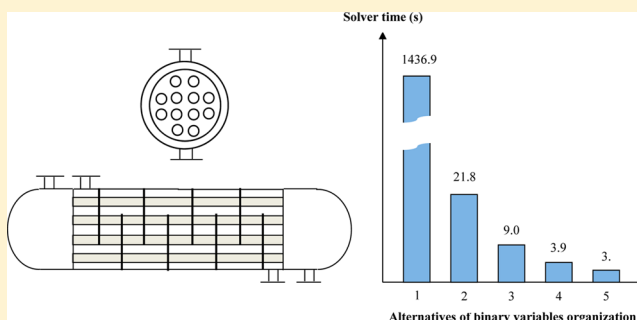 Solver time (s)
1436.9
21.8
9.0
3.9
3.
1 2 3 4 5
Alternatives of binary variables organization